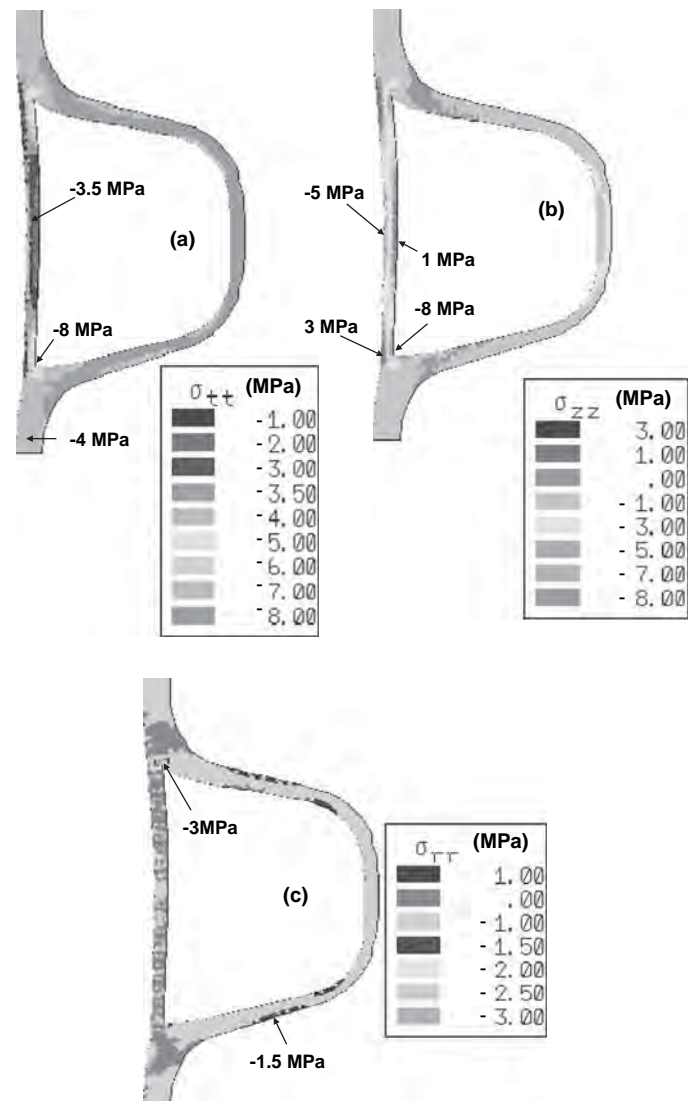 -3.5 MPa
(a)
-8 MPa
-4 MPa
σtt (MPa)
-1.00
-2.00
-3.00
-3.50
-4.00
-5.00
-6.00
-7.00
-8.00
-5 MPa
(b)
1 MPa
3 MPa
-8 MPa
σzz (MPa)
3.00
1.00
.00
-1.00
-3.00
-5.00
-7.00
-8.00
-3MPa
(c)
-1.5 MPa
σrr (MPa)
1.00
.00
-1.00
-1.50
-2.00
-2.50
-3.00